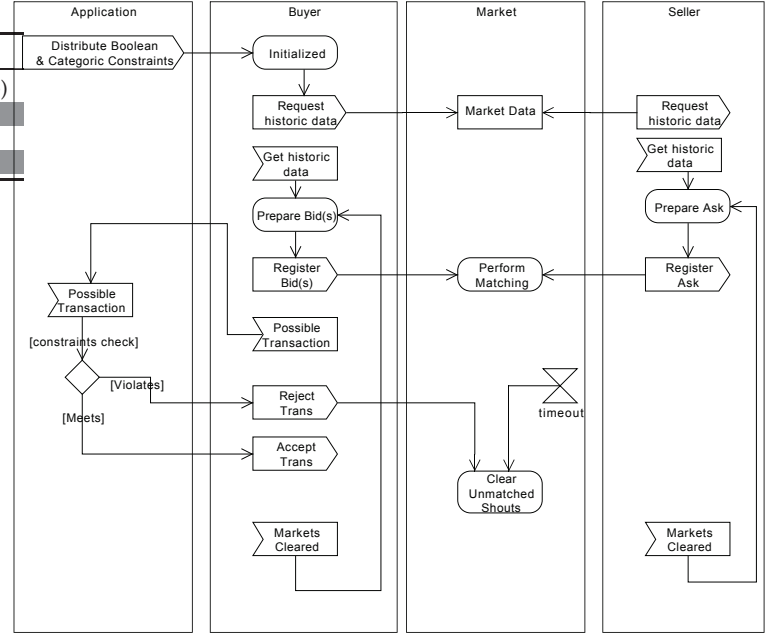 Application
Buyer
Market
Seller
Distribute Boolean
& Categoric Constraints
Initialized
)
Request
historic data
Market Data
Request
historic data
Get historic
data
Get historic
data
Prepare Bid(s)
Prepare Ask
Register
Bid(s)
Perform
Matching
Register
Ask
Possible
Transaction
Possible
Transaction
[constraints check]
[Violates]
Reject
Trans
timeout
[Meets]
Accept
Trans
Clear
Unmatched
Shouts
Markets
Cleared
Markets
Cleared